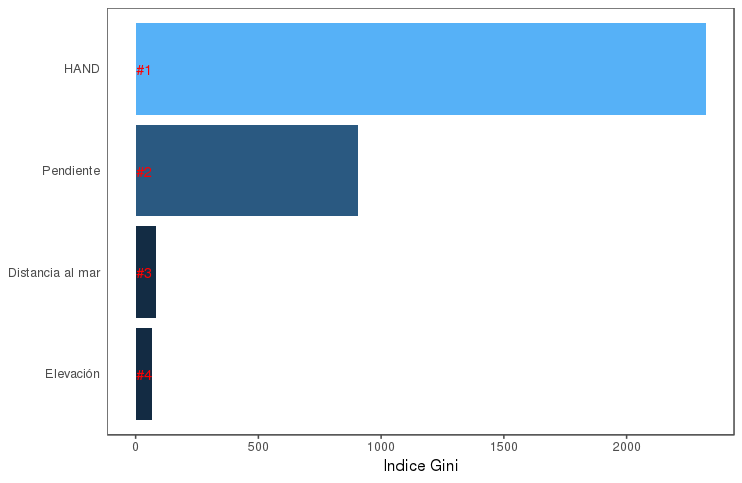 HAND
#1
Pendiente
#2
Distancia al mar
#3
Elevación
#4
0 500 1000 1500 2000
Indice Gini